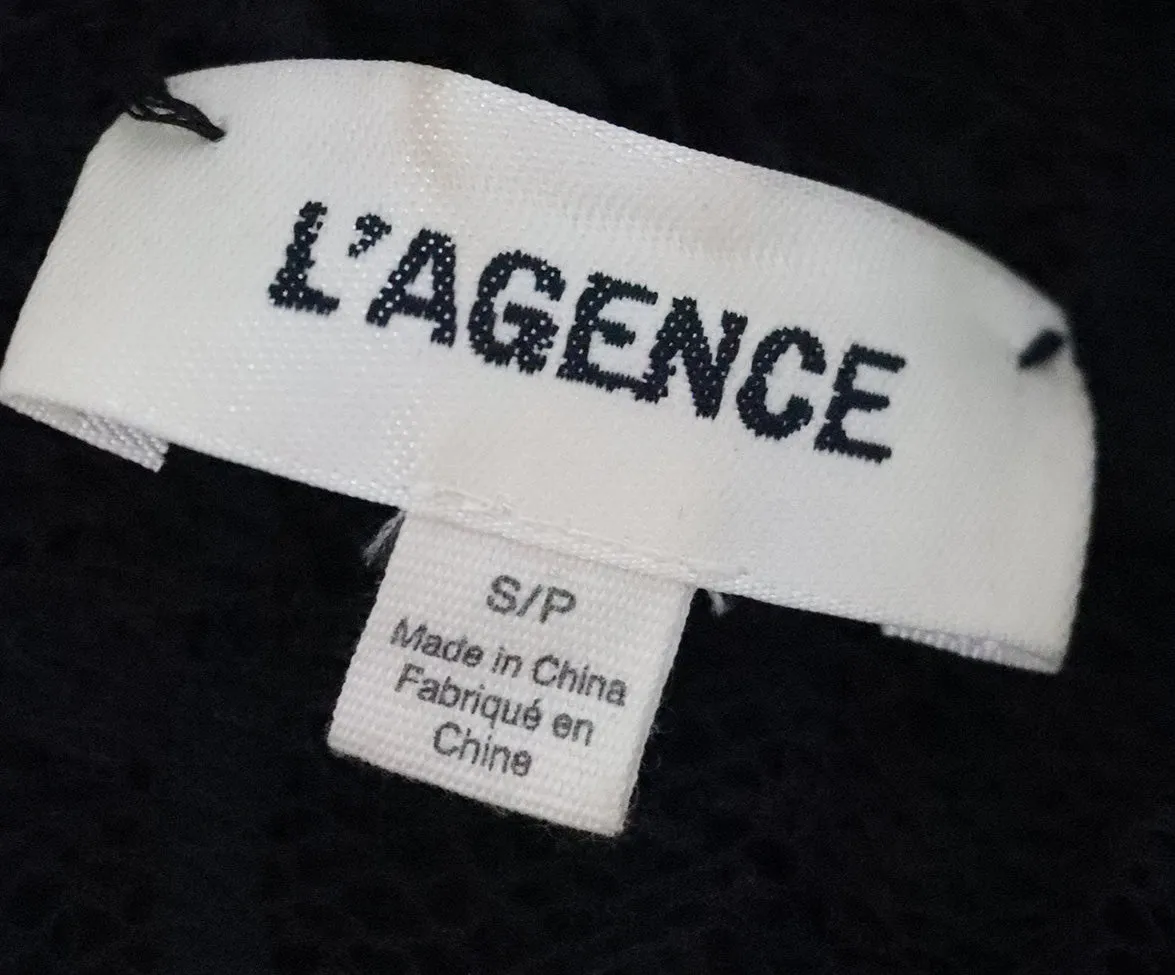 L'AGENCE
S/P
Made in China
Fabriqué en
Chine